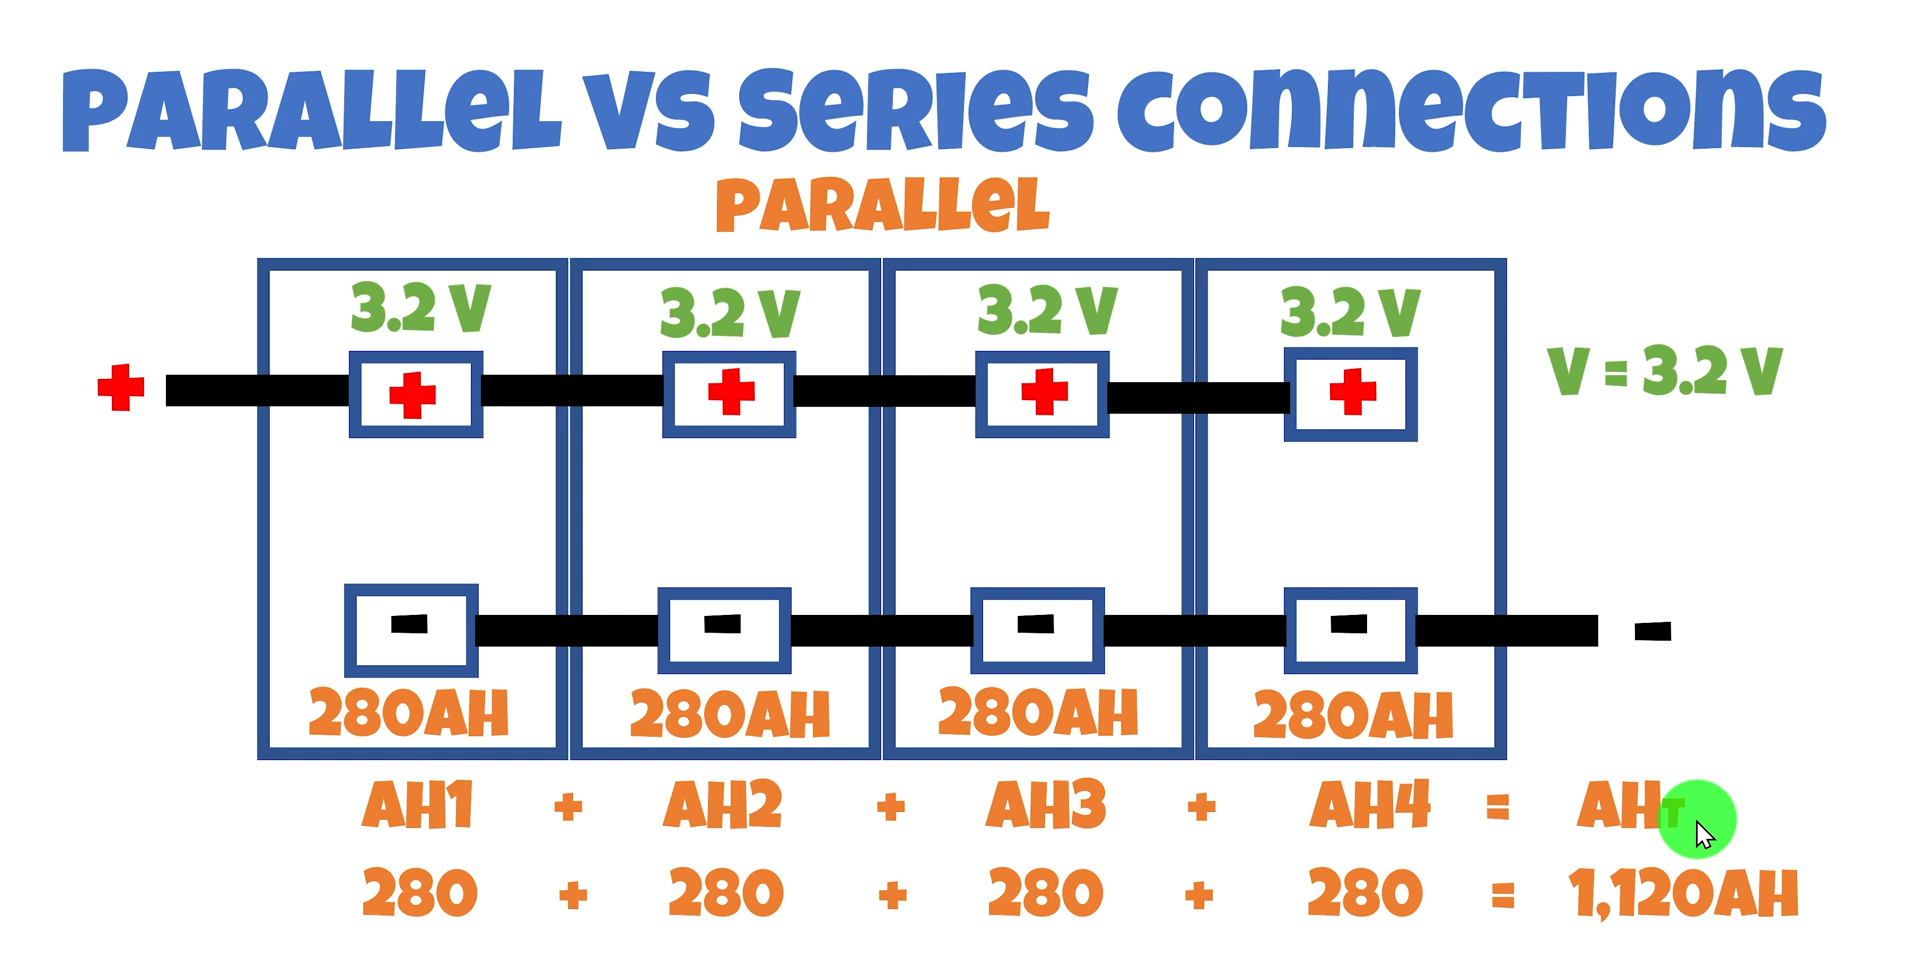 PARALLEL VS SERIES CONNECTIONS
PARALLEL
3.2 V 3.2 V 3.2 V 3.2 V
V = 3.2 V
+ + + + +
- - - - -
280AH 280AH 280AH 280AH
AH1 + AH2 + AH3 + AH4 = AHT
280 + 280 + 280 + 280 = 1,120AH